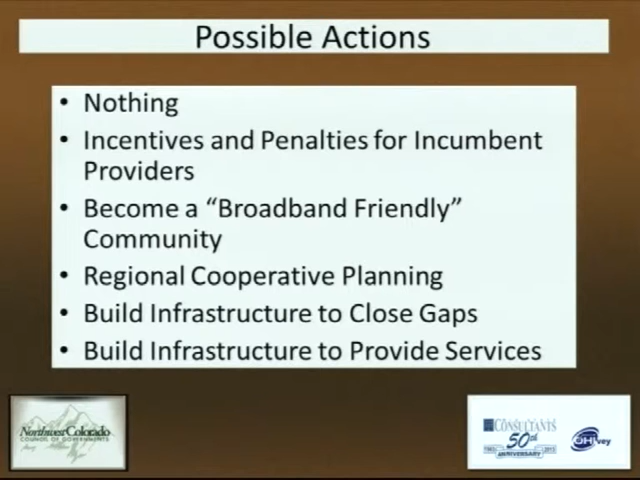 Possible Actions
• Nothing
• Incentives and Penalties for Incumbent
Providers
• Become a “Broadband Friendly”
Community
• Regional Cooperative Planning
• Build Infrastructure to Close Gaps
• Build Infrastructure to Provide Services
Northwest Colorado
COUNCIL OF GOVERNMENTS
CONSULTANTS
50th
ANNIVERSARY